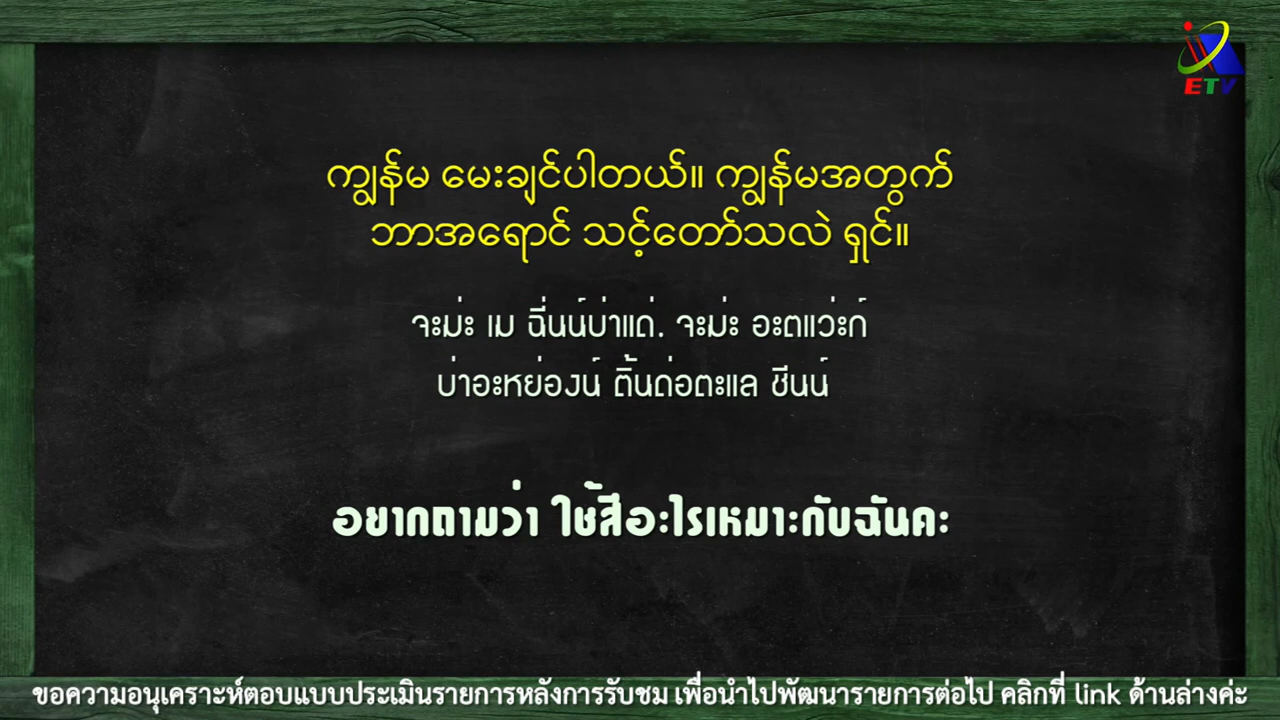 ETV
ကျွန်မ မေးချင်ပါတယ်။ ကျွန်မအတွက်
ဘာအရောင် သင့်တော်သလဲ ရှင်။
จะม่ะ เม ฉิ่นน์บ่าแด่. จะม่ะ อะตแว่ะก์
บ่าอะหย่องน์ ติ้นด่อตะแล ชีนน์
อยากถามว่า ใช้สีอะไรเหมาะกับฉันคะ
ขอความอนุเคราะห์ตอบแบบประเมินรายการหลังการรับชม เพื่อนำไปพัฒนารายการต่อไป คลิกที่ link ด้านล่างค่ะ